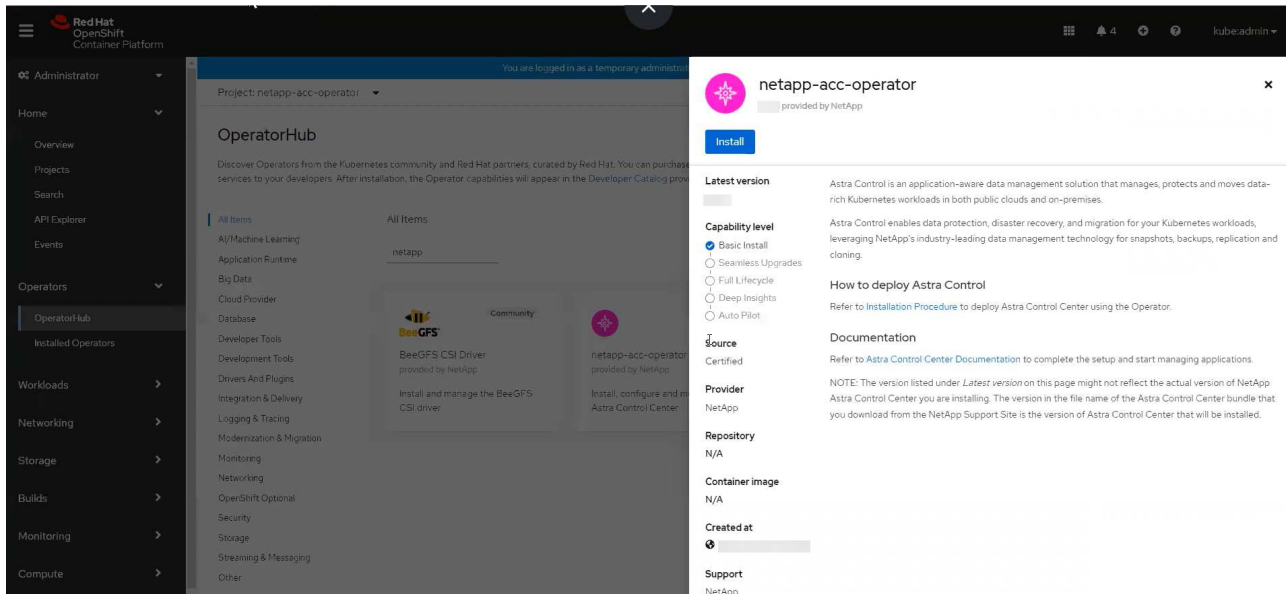 Red Hat
OpenShift
Container Platform
4
kube:admin
Administrator
Home
Overview
Projects
Search
API Explorer
Events
Operators
OperatorHub
Installed Operators
Workloads
Networking
Storage
Builds
Monitoring
Compute
You are logged in as a temporary administrat
Project: netapp-acc-operator
OperatorHub
Discover Operators from the Kubernetes community and Red Hat partners, curated by Red Hat. You can purchase
services to your developers. After installation, the Operator capabilities will appear in the Developer Catalog prov
All Items
AI/Machine Learning
Application Runtime
Big Data
Cloud Provider
Database
Developer Tools
Development Tools
Drivers And Plugins
Integration & Delivery
Logging & Tracing
Modernization & Migration
Monitoring
Networking
OpenShift Optional
Security
Storage
Streaming & Messaging
Other
All Items
netapp
Community
BeeGFS
BeeGFS CSI Driver
provided by NetApp
Install and manage the BeeGFS
CSI driver
netapp-acc-operator
provided by NetApp
Install, configure and m
Astra Control Center
netapp-acc-operator
provided by NetApp
Install
Latest version
Capability level
Basic Install
Seamless Upgrades
Full Lifecycle
Deep Insights
Auto Pilot
Source
Certified
Provider
NetApp
Repository
N/A
Container image
N/A
Created at
Support
NetApp
Astra Control is an application-aware data management solution that manages, protects and moves data-
rich Kubernetes workloads in both public clouds and on-premises.
Astra Control enables data protection, disaster recovery, and migration for your Kubernetes workloads,
leveraging NetApp's industry-leading data management technology for snapshots, backups, replication and
cloning.
How to deploy Astra Control
Refer to Installation Procedure to deploy Astra Control Center using the Operator.
Documentation
Refer to Astra Control Center Documentation to complete the setup and start managing applications.
NOTE: The version listed under Latest version on this page might not reflect the actual version of NetApp
Astra Control Center you are installing. The version in the file name of the Astra Control Center bundle that
you download from the NetApp Support Site is the version of Astra Control Center that will be installed.